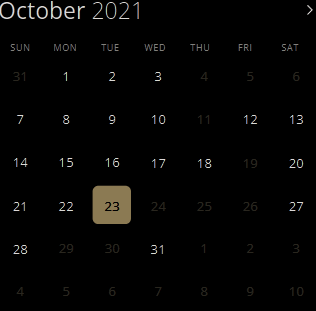 October 2021
SUN MON TUE WED THU FRI SAT
31 1 2 3 4 5 6
7 8 9 10 11 12 13
14 15 16 17 18 19 20
21 22 23 24 25 26 27
28 29 30 31 1 2 3
4 5 6 7 8 9 10